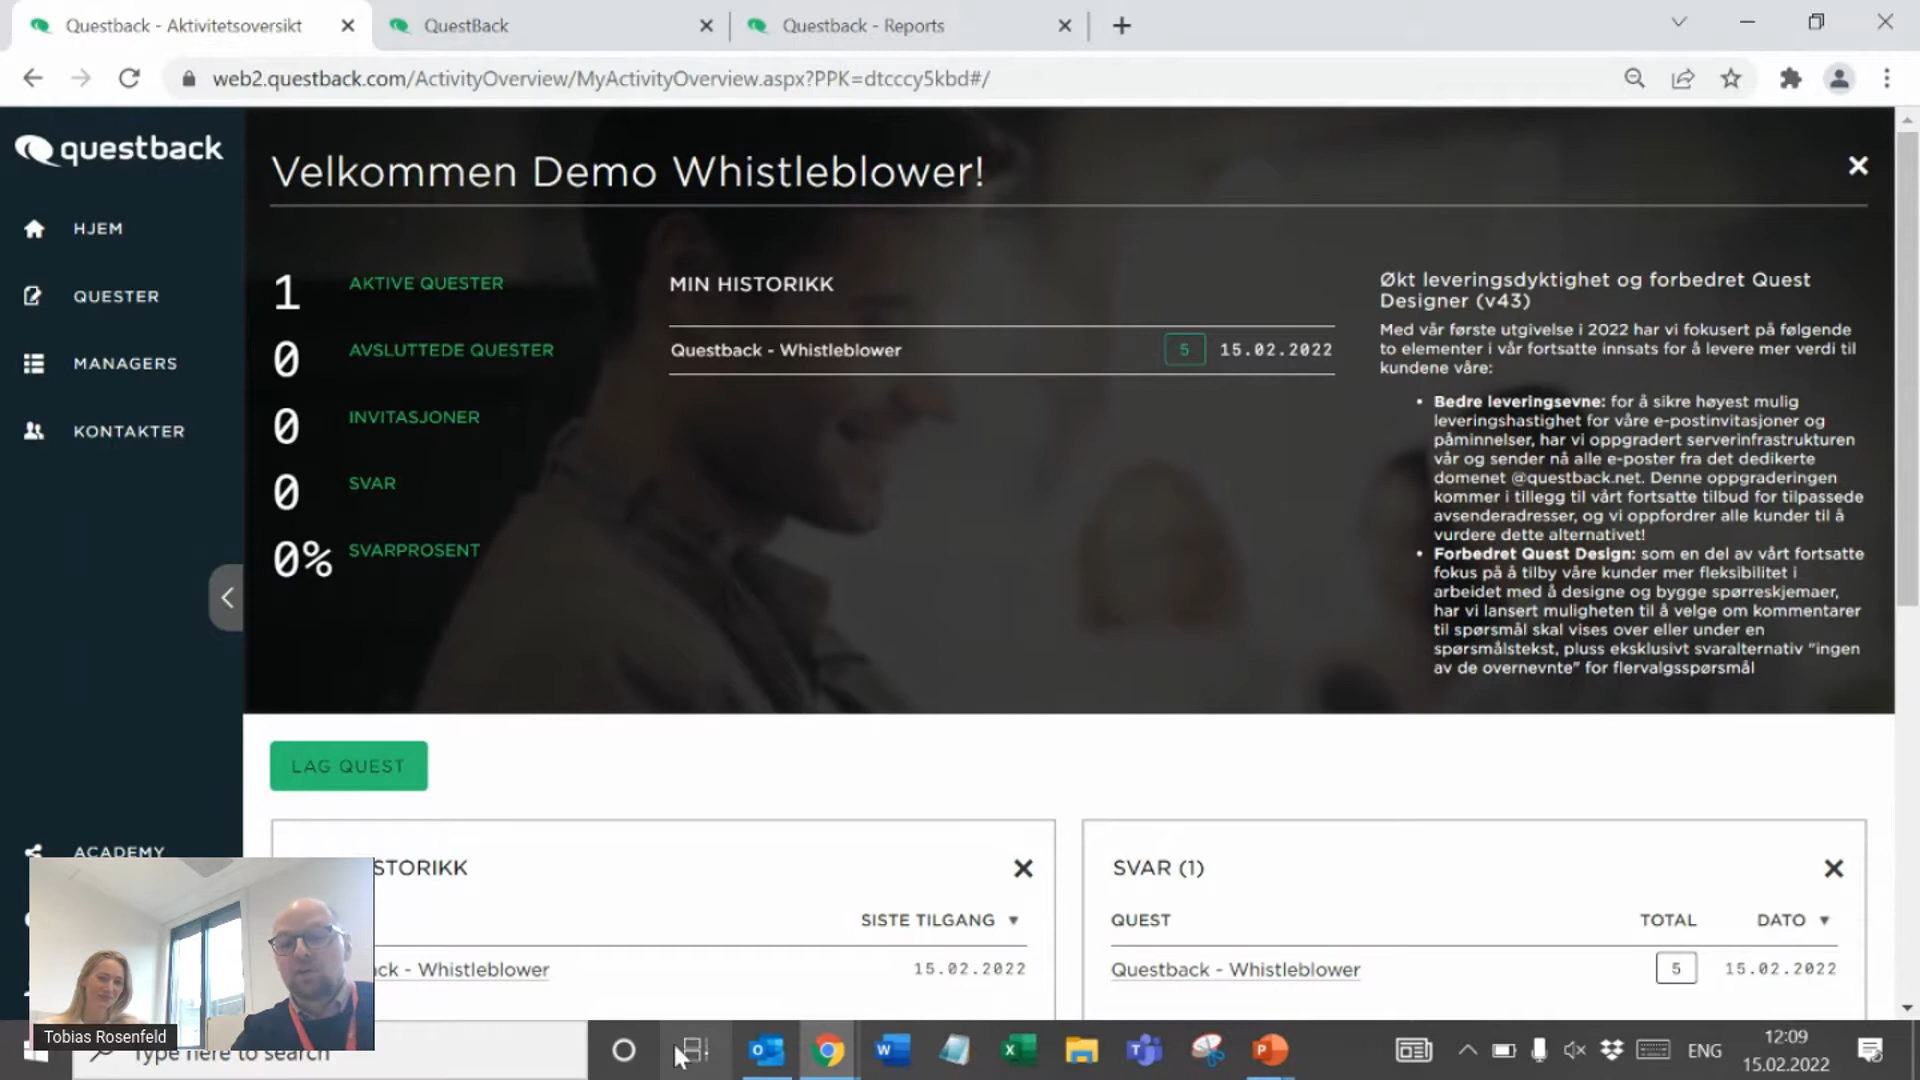 Questback - Aktivitetsoversikt
QuestBack
Questback - Reports
web2.questback.com/ActivityOverview/MyActivityOverview.aspx?PPK=dtcccy5kbd#/
questback
HJEM
QUESTER
MANAGERS
KONTAKTER
ACADEMY
Velkommen Demo Whistleblower!
1 AKTIVE QUESTER
0 AVSLUTTEDE QUESTER
0 INVITASJONER
0 SVAR
0% SVARPROSENT
MIN HISTORIKK
Questback - Whistleblower 5 15.02.2022
Økt leveringsdyktighet og forbedret Quest
Designer (v43)
Med vår første utgivelse i 2022 har vi fokusert på følgende
to elementer i vår fortsatte innsats for å levere mer verdi til
kundene våre:
• Bedre leveringsevne: for å sikre høyest mulig
leveringshastighet for våre e-postinvitasjoner og
påminnelser, har vi oppgradert serverinfrastrukturen
vår og sender nå alle e-poster fra det dedikerte
domenet @questback.net. Denne oppgraderingen
kommer i tillegg til vårt fortsatte tilbud for tilpassede
avsenderadresser, og vi oppfordrer alle kunder til å
vurdere dette alternativet!
• Forbedret Quest Design: som en del av vårt fortsatte
fokus på å tilby våre kunder mer fleksibilitet i
arbeidet med å designe og bygge spørreskjemaer,
har vi lansert muligheten til å velge om kommentarer
til spørsmål skal vises over eller under en
spørsmålstekst, pluss eksklusivt svaralternativ "ingen
av de overnevnte" for flervalgsspørsmål
LAG QUEST
STORIKK
SISTE TILGANG
ck - Whistleblower 15.02.2022
SVAR (1)
QUEST TOTAL DATO
Questback - Whistleblower 5 15.02.2022
Tobias Rosenfeld
Type here to search
ENG
12:09
15.02.2022